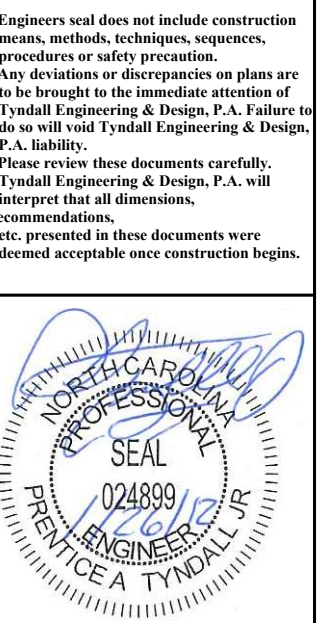 Engineers seal does not include construction
means, methods, techniques, sequences,
procedures or safety precaution.
Any deviations or discrepancies on plans are
to be brought to the immediate attention of
Tyndall Engineering & Design, P.A. Failure to
do so will void Tyndall Engineering & Design,
P.A. liability.
Please review these documents carefully.
Tyndall Engineering & Design, P.A. will
interpret that all dimensions,
ecommendations,
etc. presented in these documents were
deemed acceptable once construction begins.
NORTH CAROLINA
PROFESSIONAL
SEAL
024899
1/26/12
ENGINEER
PRENTICE A TYNDALL JR